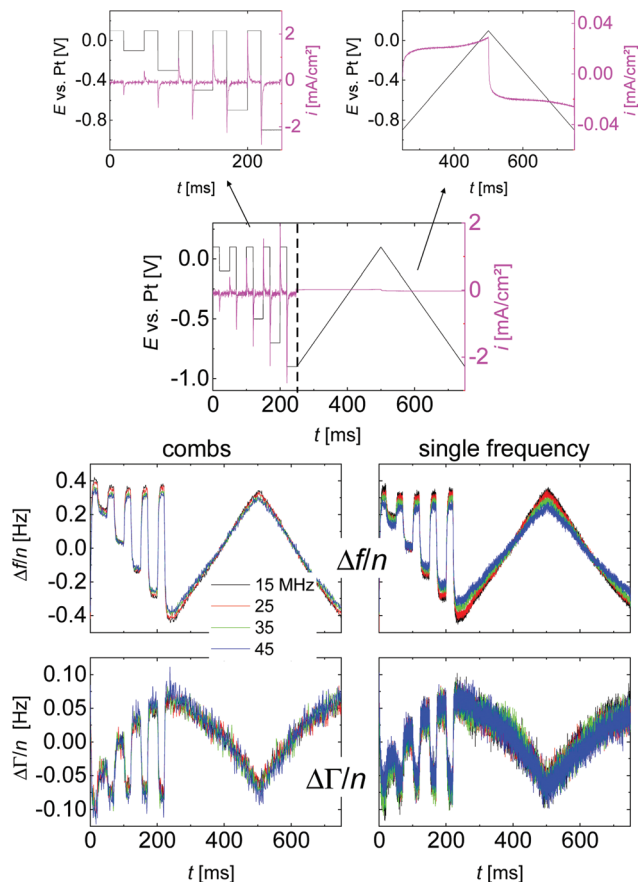 0.0
-0.4
-0.8
E vs. Pt [V]
2
0
-2
i [mA/cm²]
0
100
200
t [ms]
0.0
-0.4
-0.8
E vs. Pt [V]
0.04
0.00
-0.04
i [mA/cm²]
400
600
t [ms]
0.0
-0.5
-1.0
E vs. Pt [V]
2
1
0
-2
i [mA/cm²]
0
200
400
600
t [ms]
combs
single frequency
0.4
0.2
0.0
-0.2
-0.4
Δf/n [Hz]
Δf/n
15 MHz
25
35
45
0.10
0.05
0.00
-0.05
-0.10
ΔΓ/n [Hz]
ΔΓ/n
0
200
400
600
t [ms]
0
200
400
600
t [ms]